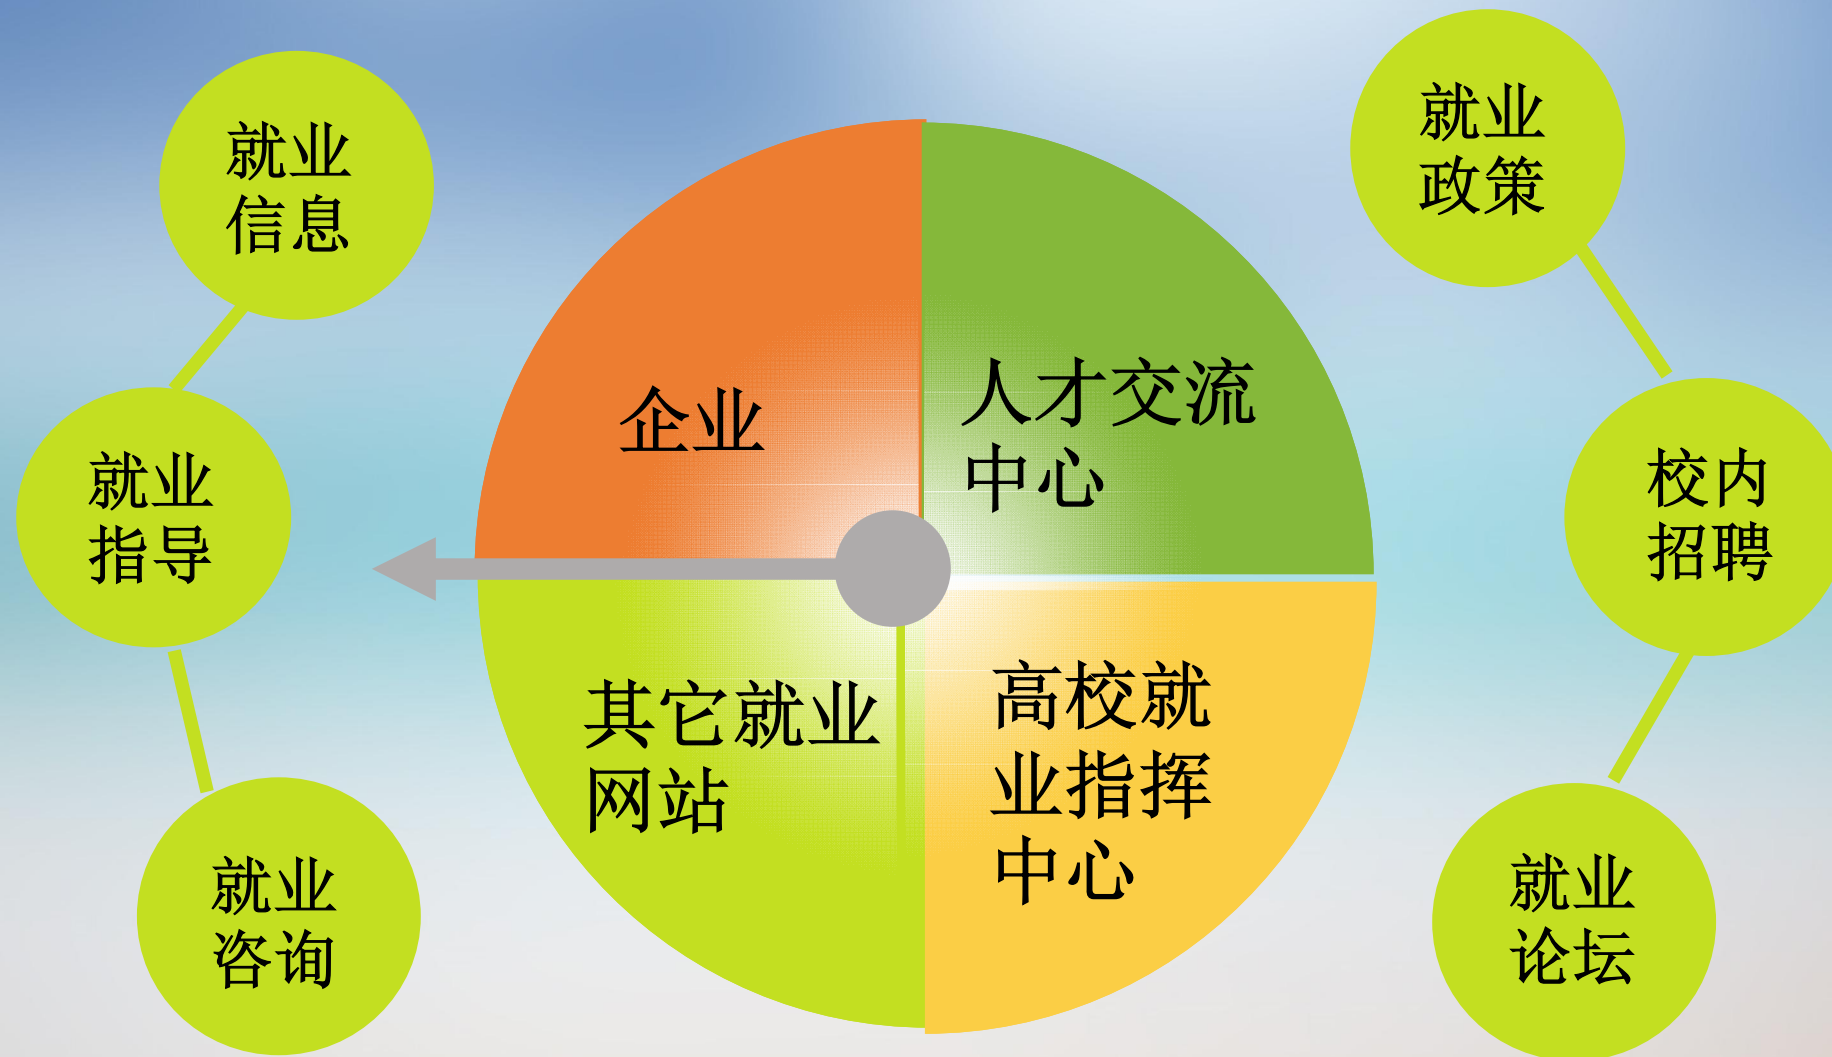 就业
信息
就业
指导
就业
咨询
企业
人才交流
中心
其它就业
网站
高校就
业指挥
中心
就业
政策
校内
招聘
就业
论坛